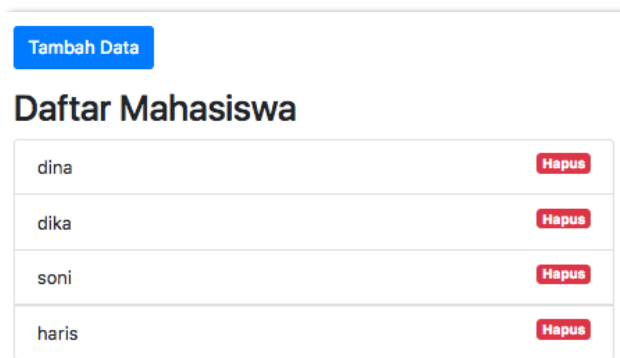 Tambah Data
Daftar Mahasiswa
dina Hapus
dika Hapus
soni Hapus
haris Hapus